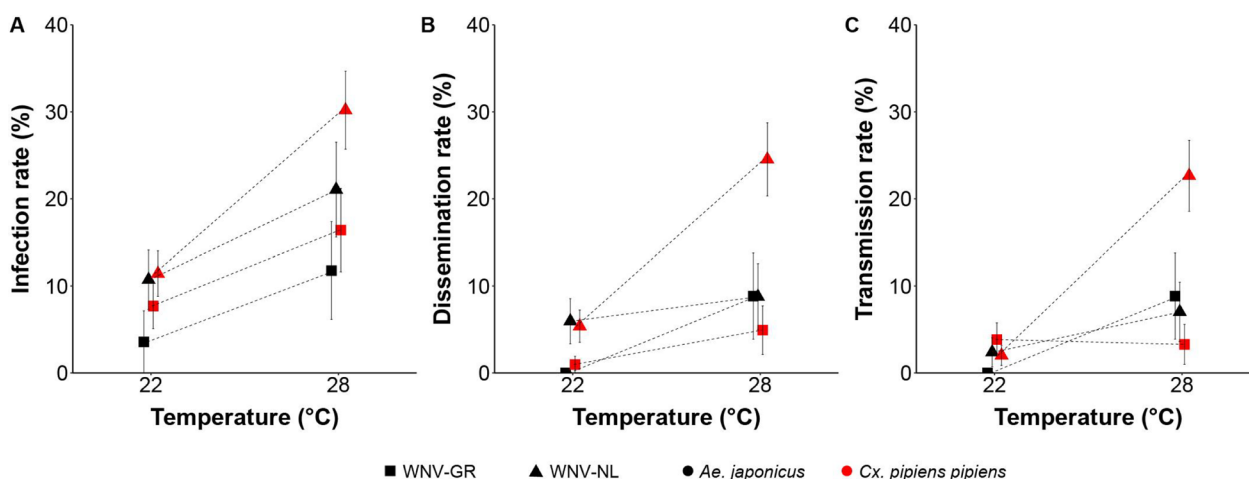 A
Infection rate (%)
40
30
20
10
0
22
28
Temperature (°C)
B
Dissemination rate (%)
40
30
20
10
0
22
28
Temperature (°C)
C
Transmission rate (%)
40
30
20
10
0
22
28
Temperature (°C)
WNV-GR WNV-NL Ae. japonicus Cx. pipiens pipiens